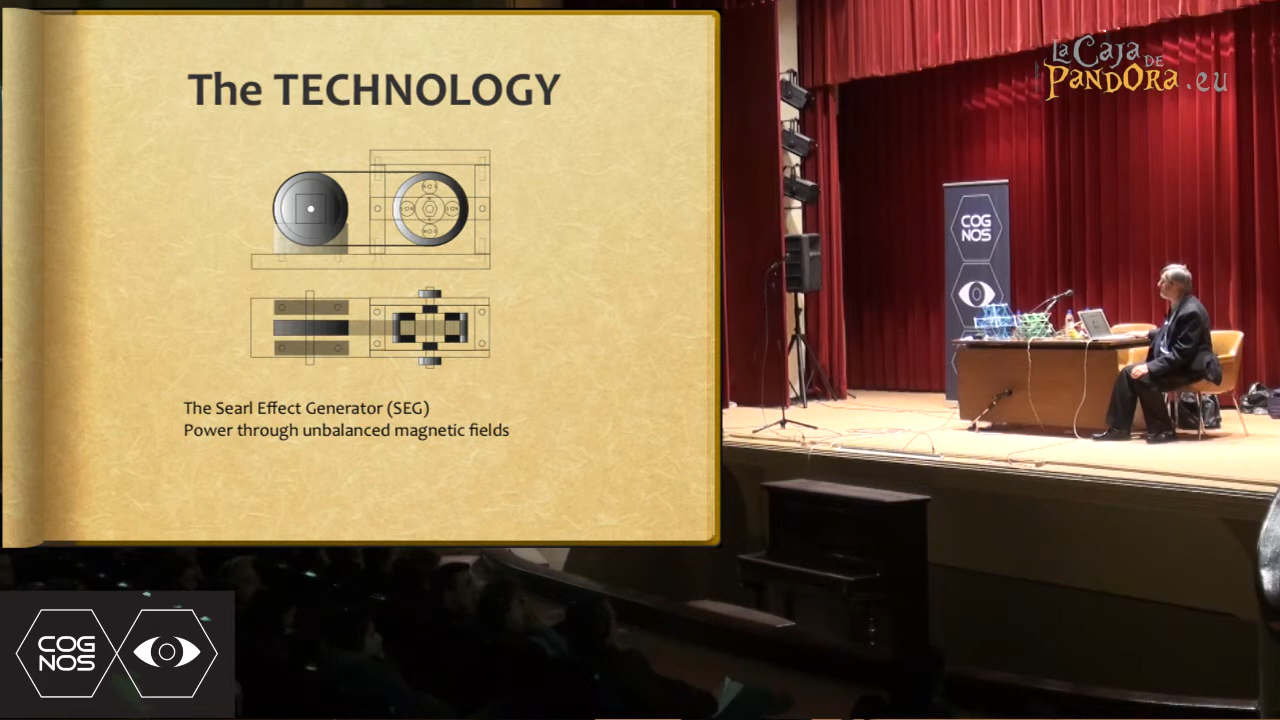 The TECHNOLOGY
The Searl Effect Generator (SEG)
Power through unbalanced magnetic fields
La Caja
DE
PANDORA.eu
COG
NOS
COG
NOS